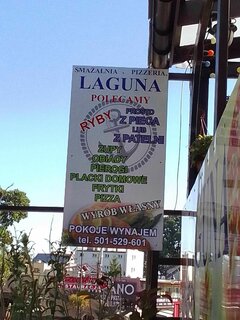 SMAŻALNIA, PIZZERIA
LAGUNA
POLECAMY
RYBY
PROSTO
Z PIECA
LUB
Z PATELNI
ZUPY
OBIADY
PIEROGI
PLACKI DOMOWE
FRYTKI
PIZZA
WYRÓB WŁASNY
POKOJE WYNAJEM
tel. 501-529-601
ANO